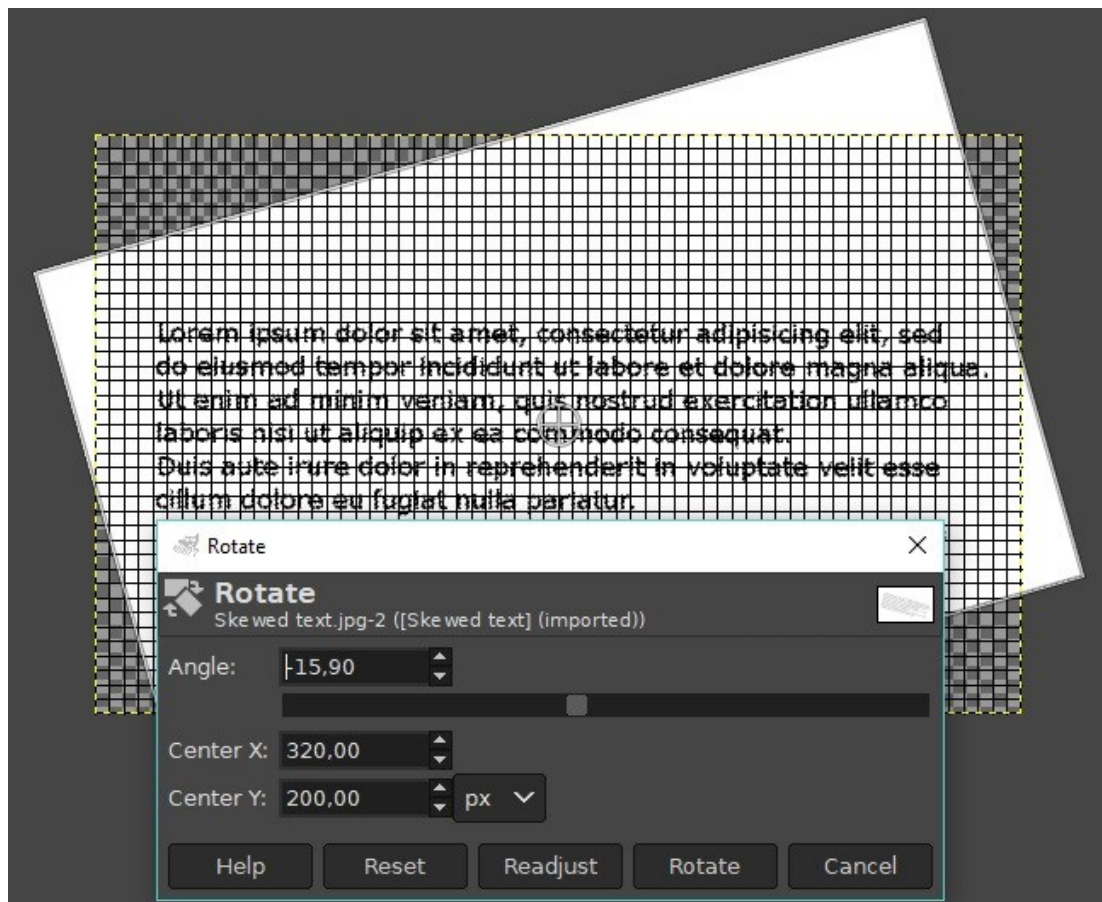 Lorem ipsum dolor sit amet, consectetur adipisicing elit, sed
do eiusmod tempor incididunt ut labore et dolore magna aliqua.
Ut enim ad minim veniam, quis nostrud exercitation ullamco
laboris nisi ut aliquip ex ea commodo consequat.
Duis aute irure dolor in reprehenderit in voluptate velit esse
cillum dolore eu fugiat nulla pariatur.
Rotate
Rotate
Skewed text.jpg-2 ([Skewed text] (imported))
Angle: -15,90
Center X: 320,00
Center Y: 200,00 px
Help Reset Readjust Rotate Cancel